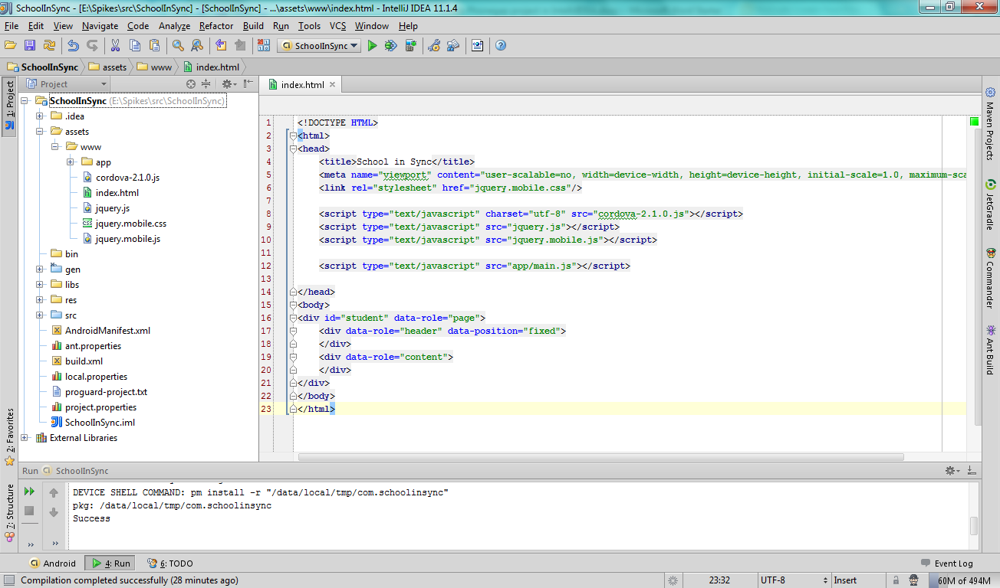 SchoolInSync - [E:\Spikes\src\SchoolInSync] - [SchoolInSync] - ...\assets\www\index.html - IntelliJ IDEA 11.1.4
File Edit View Navigate Code Analyze Refactor Build Run Tools VCS Window Help
SchoolInSync
SchoolInSync assets www index.html
1: Project
Project
index.html
SchoolInSync (E:\Spikes\src\SchoolInSync)
.idea
assets
www
app
cordova-2.1.0.js
index.html
jquery.js
jquery.mobile.css
jquery.mobile.js
bin
gen
libs
res
src
AndroidManifest.xml
ant.properties
build.xml
local.properties
proguard-project.txt
project.properties
SchoolInSync.iml
External Libraries
2: Favorites
7: Structure
1 <!DOCTYPE HTML>
2 <html>
3 <head>
4 <title>School in Sync</title>
5 <meta name="viewport" content="user-scalable=no, width=device-width, height=device-height, initial-scale=1.0, maximum-sca
6 <link rel="stylesheet" href="jquery.mobile.css"/>
7
8 <script type="text/javascript" charset="utf-8" src="cordova-2.1.0.js"></script>
9 <script type="text/javascript" src="jquery.js"></script>
10 <script type="text/javascript" src="jquery.mobile.js"></script>
11
12 <script type="text/javascript" src="app/main.js"></script>
13
14 </head>
15 <body>
16 <div id="student" data-role="page">
17 <div data-role="header" data-position="fixed">
18 </div>
19 <div data-role="content">
20 </div>
21 </div>
22 </body>
23 </html>
Maven Projects
JetGradle
Commander
Ant Build
Run SchoolInSync
DEVICE SHELL COMMAND: pm install -r "/data/local/tmp/com.schoolinsync"
pkg: /data/local/tmp/com.schoolinsync
Success
Android 4: Run 6: TODO Event Log
Compilation completed successfully (28 minutes ago) 23:32 UTF-8 Insert 60M of 494M